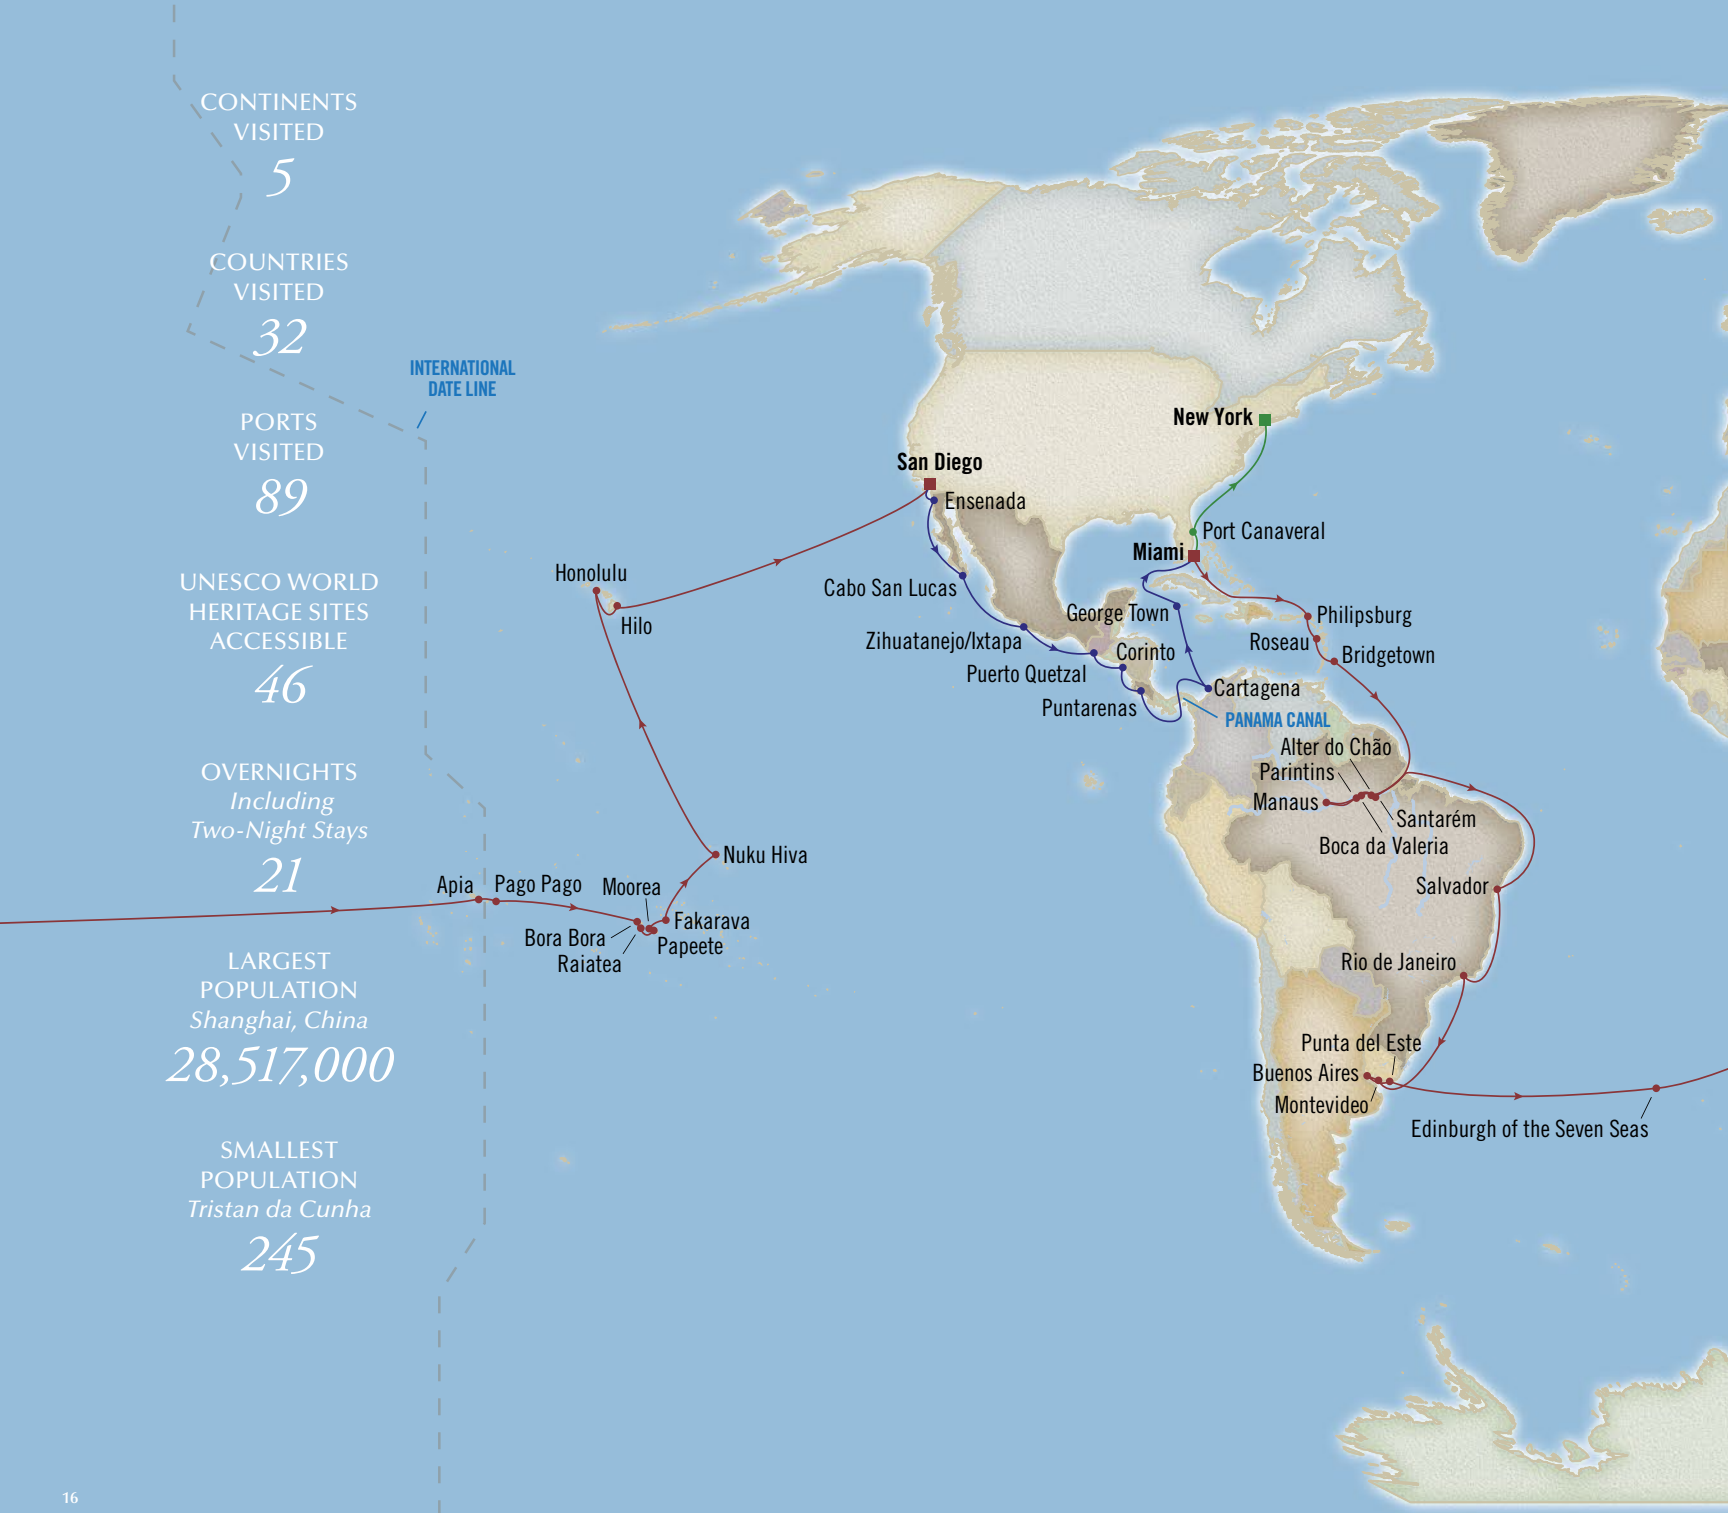 CONTINENTS
VISITED
5
COUNTRIES
VISITED
32
INTERNATIONAL
DATE LINE
PORTS
VISITED
89
UNESCO WORLD
HERITAGE SITES
ACCESSIBLE
46
OVERNIGHTS
Including
Two-Night Stays
21
LARGEST
POPULATION
Shanghai, China
28,517,000
SMALLEST
POPULATION
Tristan da Cunha
245
New York
San Diego
Ensenada
Port Canaveral
Miami
Honolulu
Hilo
Cabo San Lucas
George Town
Philipsburg
Zihuatanejo/Ixtapa
Roseau
Corinto
Bridgetown
Puerto Quetzal
Cartagena
Puntarenas
PANAMA CANAL
Alter do Chão
Parintins
Manaus
Santarém
Boca da Valeria
Nuku Hiva
Apia
Pago Pago
Moorea
Salvador
Fakarava
Bora Bora
Papeete
Raiatea
Rio de Janeiro
Punta del Este
Buenos Aires
Montevideo
Edinburgh of the Seven Seas
16